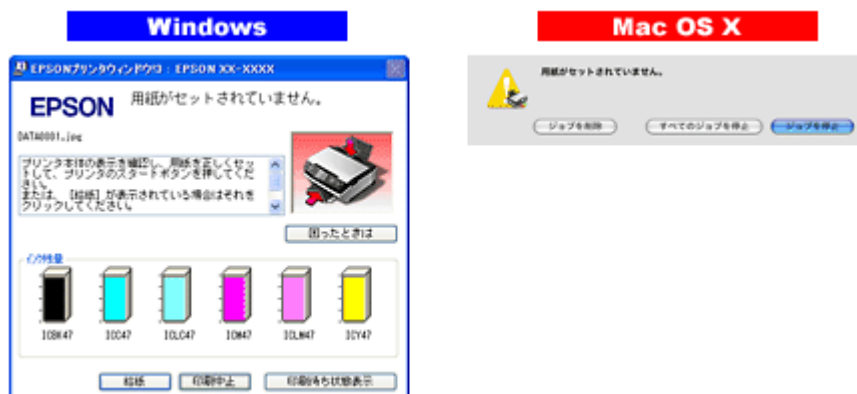 Windows
Mac OS X
EPSONプリンタウィンドウ!3 : EPSON XX-XXXX
EPSON
用紙がセットされていません。
DATA0001.jpg
プリンタ本体の表示を確認し、用紙を正しくセッ
トして、プリンタのスタートボタンを押してくだ
さい。
または、[給紙] が表示されている場合はそれを
クリックしてください。
困ったときは
インク残量
ICBK47
ICC47
ICLC47
ICM47
ICLM47
ICY47
給紙
印刷中止
印刷待ち状態表示
用紙がセットされていません。
ジョブを削除
すべてのジョブを停止
ジョブを停止